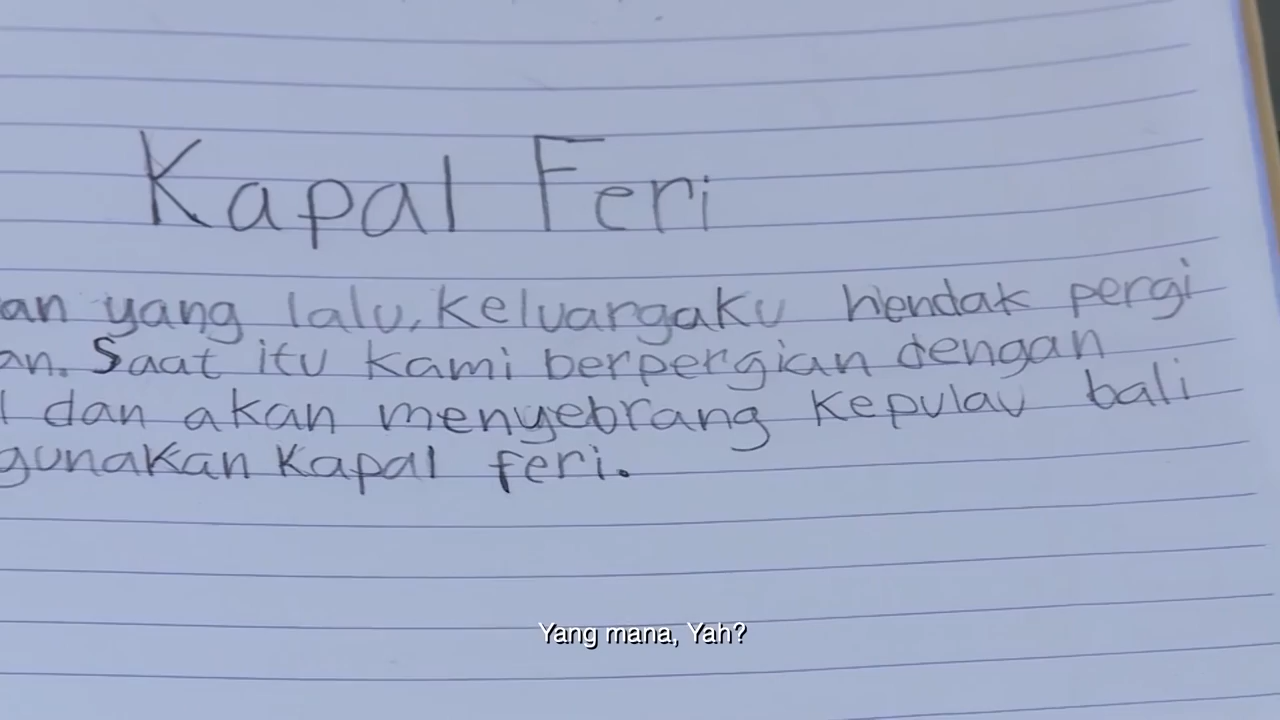 Kapal Feri
an yang lalu, keluargaku hendak pergi
an. Saat itu kami berpergian dengan
l dan akan menyebrang kepulau bali
gunakan kapal feri.
Yang mana, Yah?